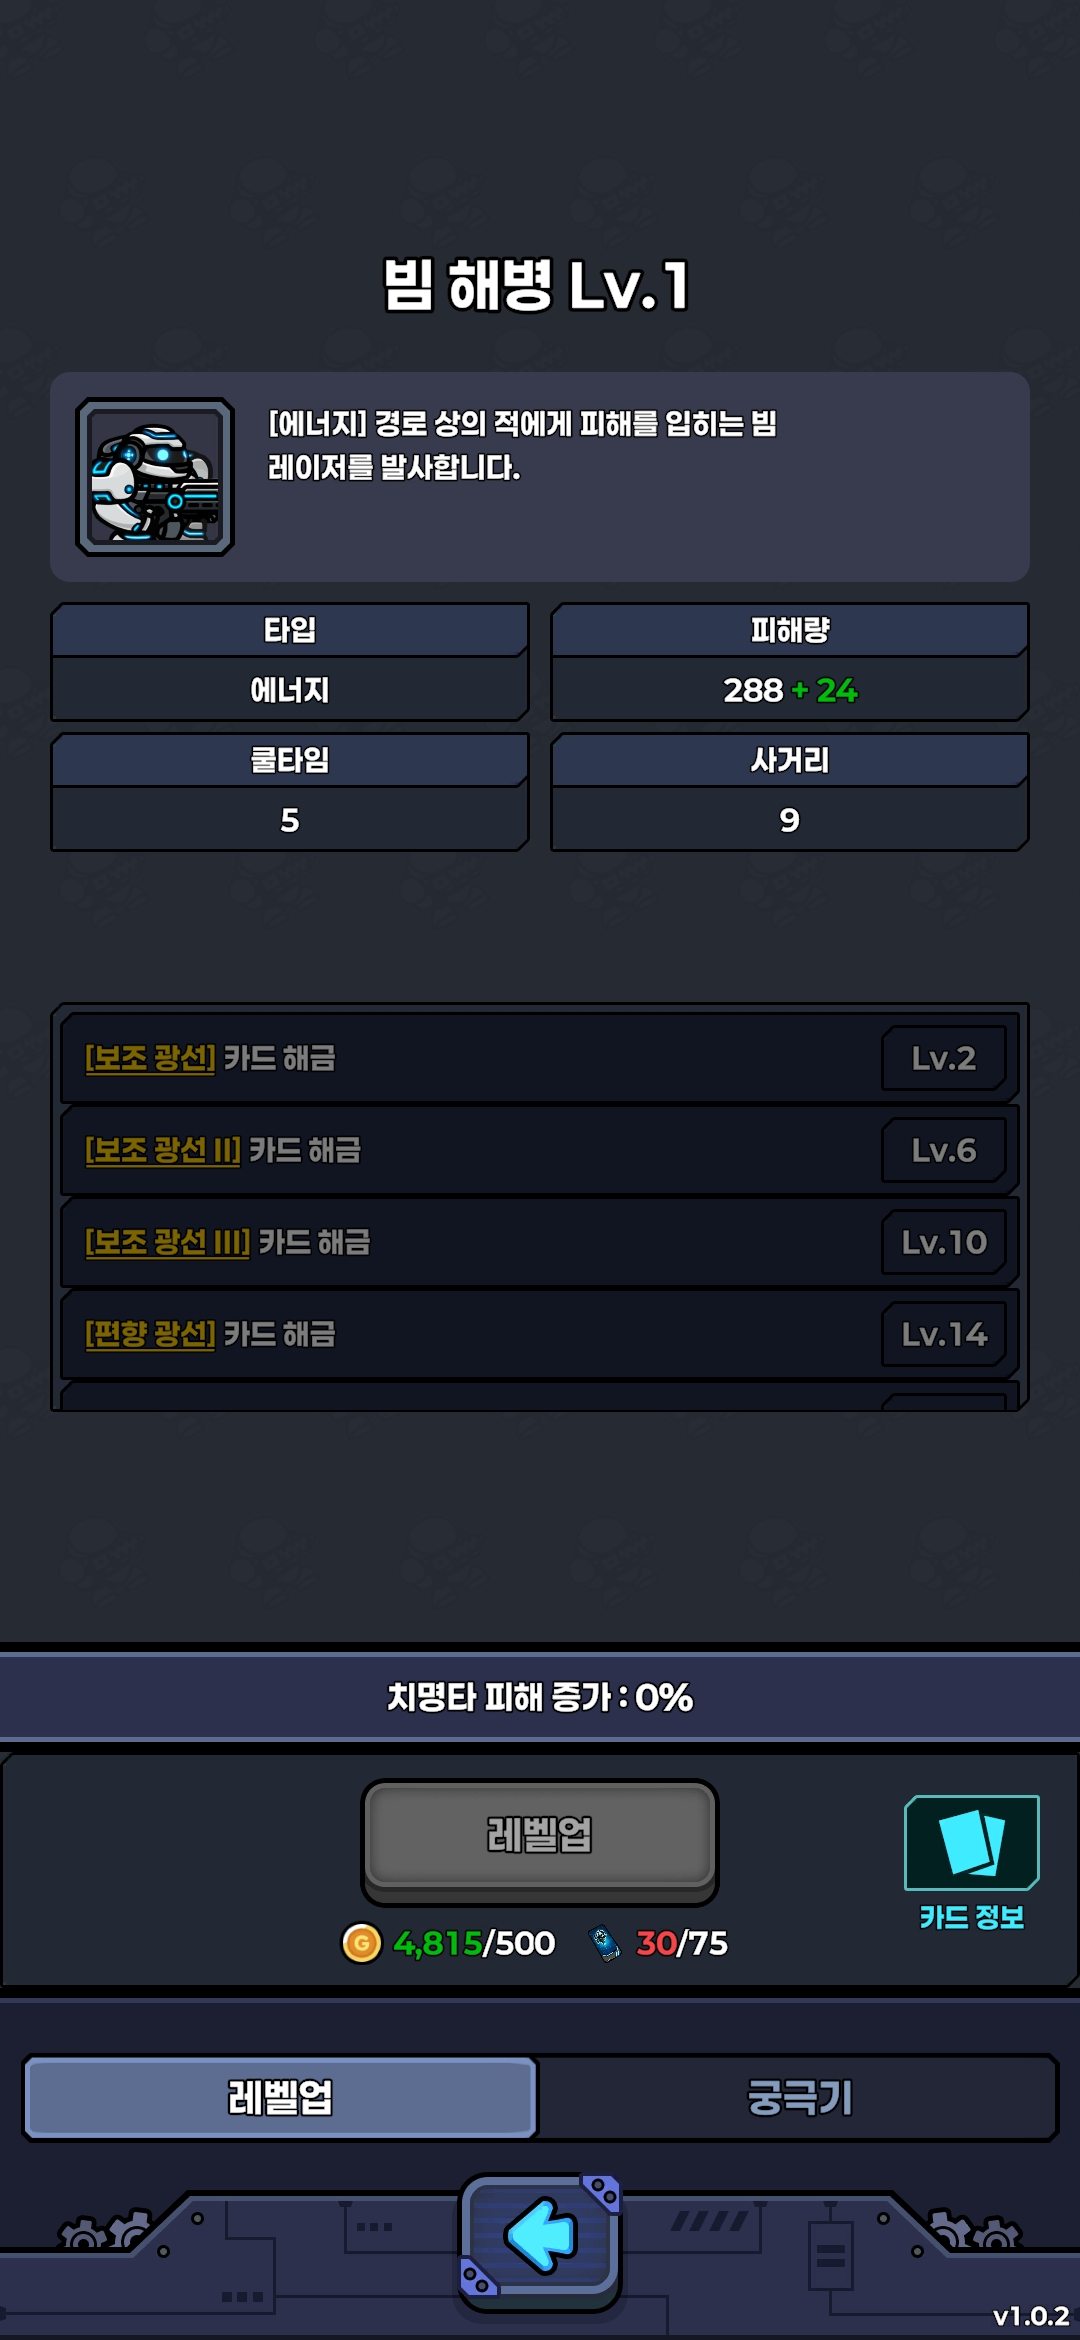 빔 해병 Lv.1
[에너지] 경로 상의 적에게 피해를 입히는 빔
레이저를 발사합니다.
타입
피해량
에너지
288 + 24
쿨타임
사거리
5
9
[보조 광선] 카드 해금
Lv.2
[보조 광선 II] 카드 해금
Lv.6
[보조 광선 III] 카드 해금
Lv.10
[편향 광선] 카드 해금
Lv.14
치명타 피해 증가 : 0%
레벨업
카드 정보
G
4,815/500
30/75
레벨업
궁극기
v1.0.2